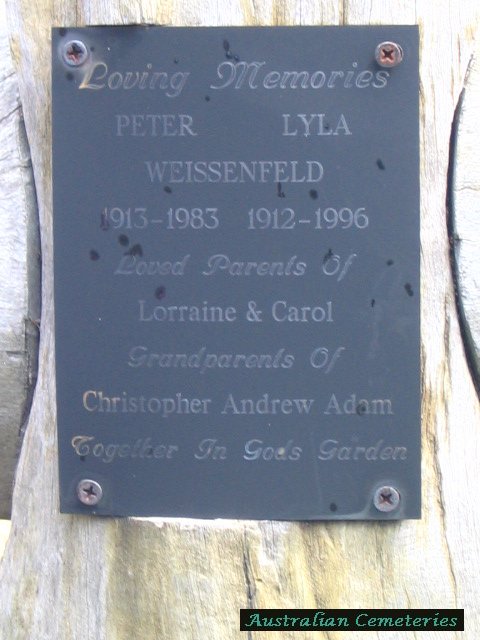 Loving Memories
PETER LYLA
WEISSENFELD
1913-1983 1912-1996
Loved Parents Of
Lorraine & Carol
Grandparents Of
Christopher Andrew Adam
Together In Gods Garden
Australian Cemeteries